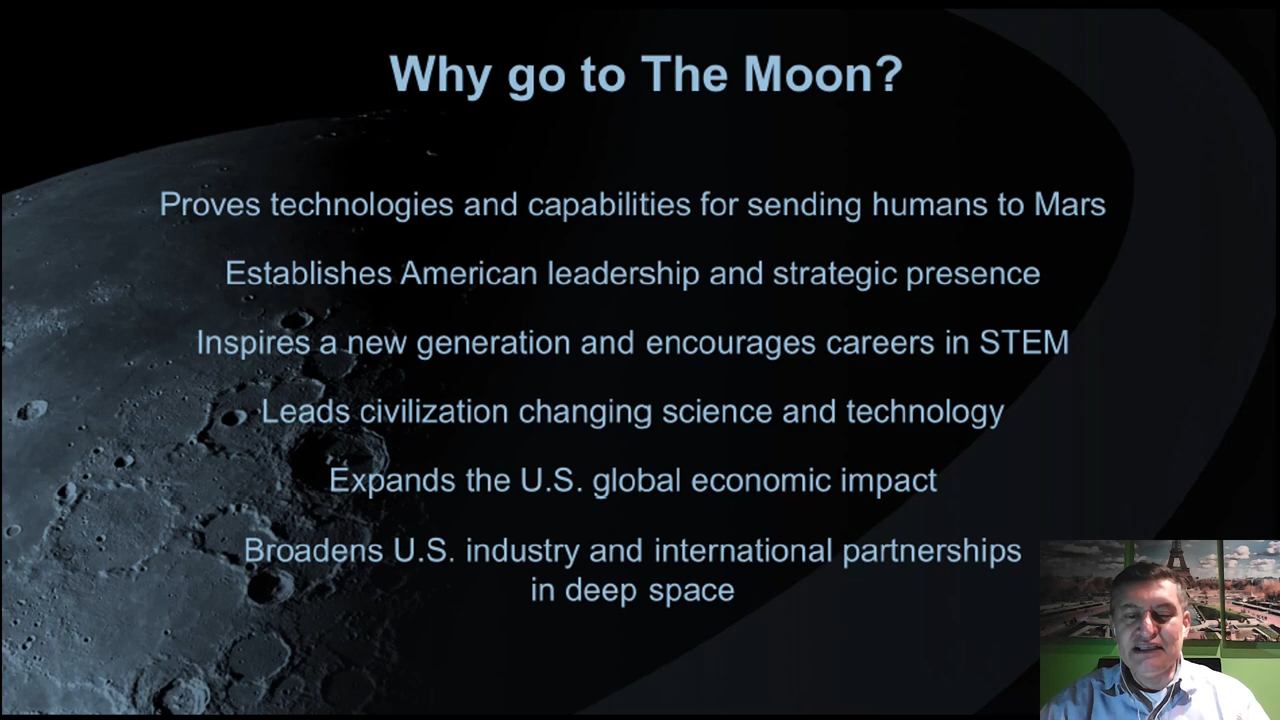 Why go to The Moon?
Proves technologies and capabilities for sending humans to Mars
Establishes American leadership and strategic presence
Inspires a new generation and encourages careers in STEM
Leads civilization changing science and technology
Expands the U.S. global economic impact
Broadens U.S. industry and international partnerships
in deep space